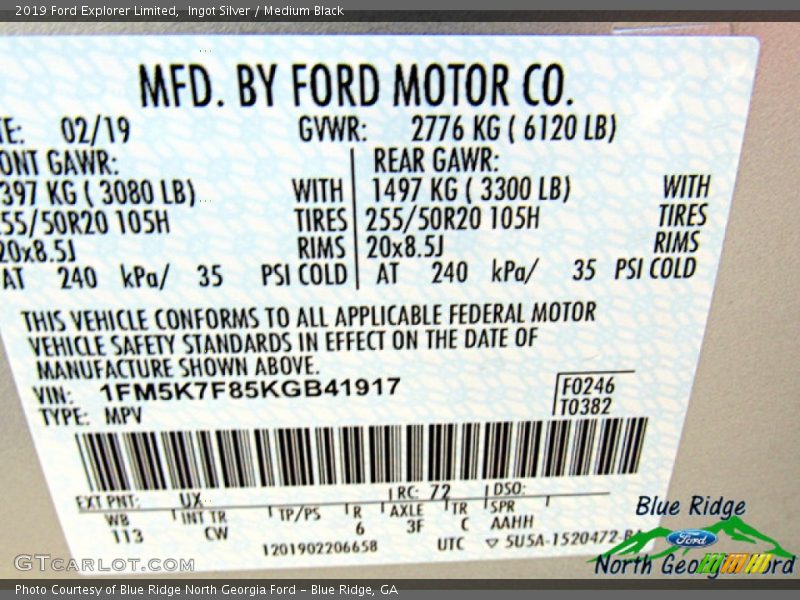 2019 Ford Explorer Limited, Ingot Silver / Medium Black
MFD. BY FORD MOTOR CO.
TE: 02/19 GVWR: 2776 KG ( 6120 LB)
ONT GAWR: REAR GAWR:
397 KG ( 3080 LB) WITH 1497 KG ( 3300 LB) WITH
255/50R20 105H TIRES 255/50R20 105H TIRES
20x8.5J RIMS 20x8.5J RIMS
AT 240 kPa/ 35 PSI COLD AT 240 kPa/ 35 PSI COLD
THIS VEHICLE CONFORMS TO ALL APPLICABLE FEDERAL MOTOR
VEHICLE SAFETY STANDARDS IN EFFECT ON THE DATE OF
MANUFACTURE SHOWN ABOVE.
VIN: 1FM5K7F85KGB41917 F0246
TYPE: MPV T0382
EXT PNT: UX RC: 72 DSO:
WB INT TR TP/PS R AXLE TR SPR
113 CW 6 3F C AAHH
1201902206658 UTC ▽ 5U5A-1520472-BA
Blue Ridge
Ford
North Georgia Ford
GTCarLot.com
Photo Courtesy of Blue Ridge North Georgia Ford - Blue Ridge, GA